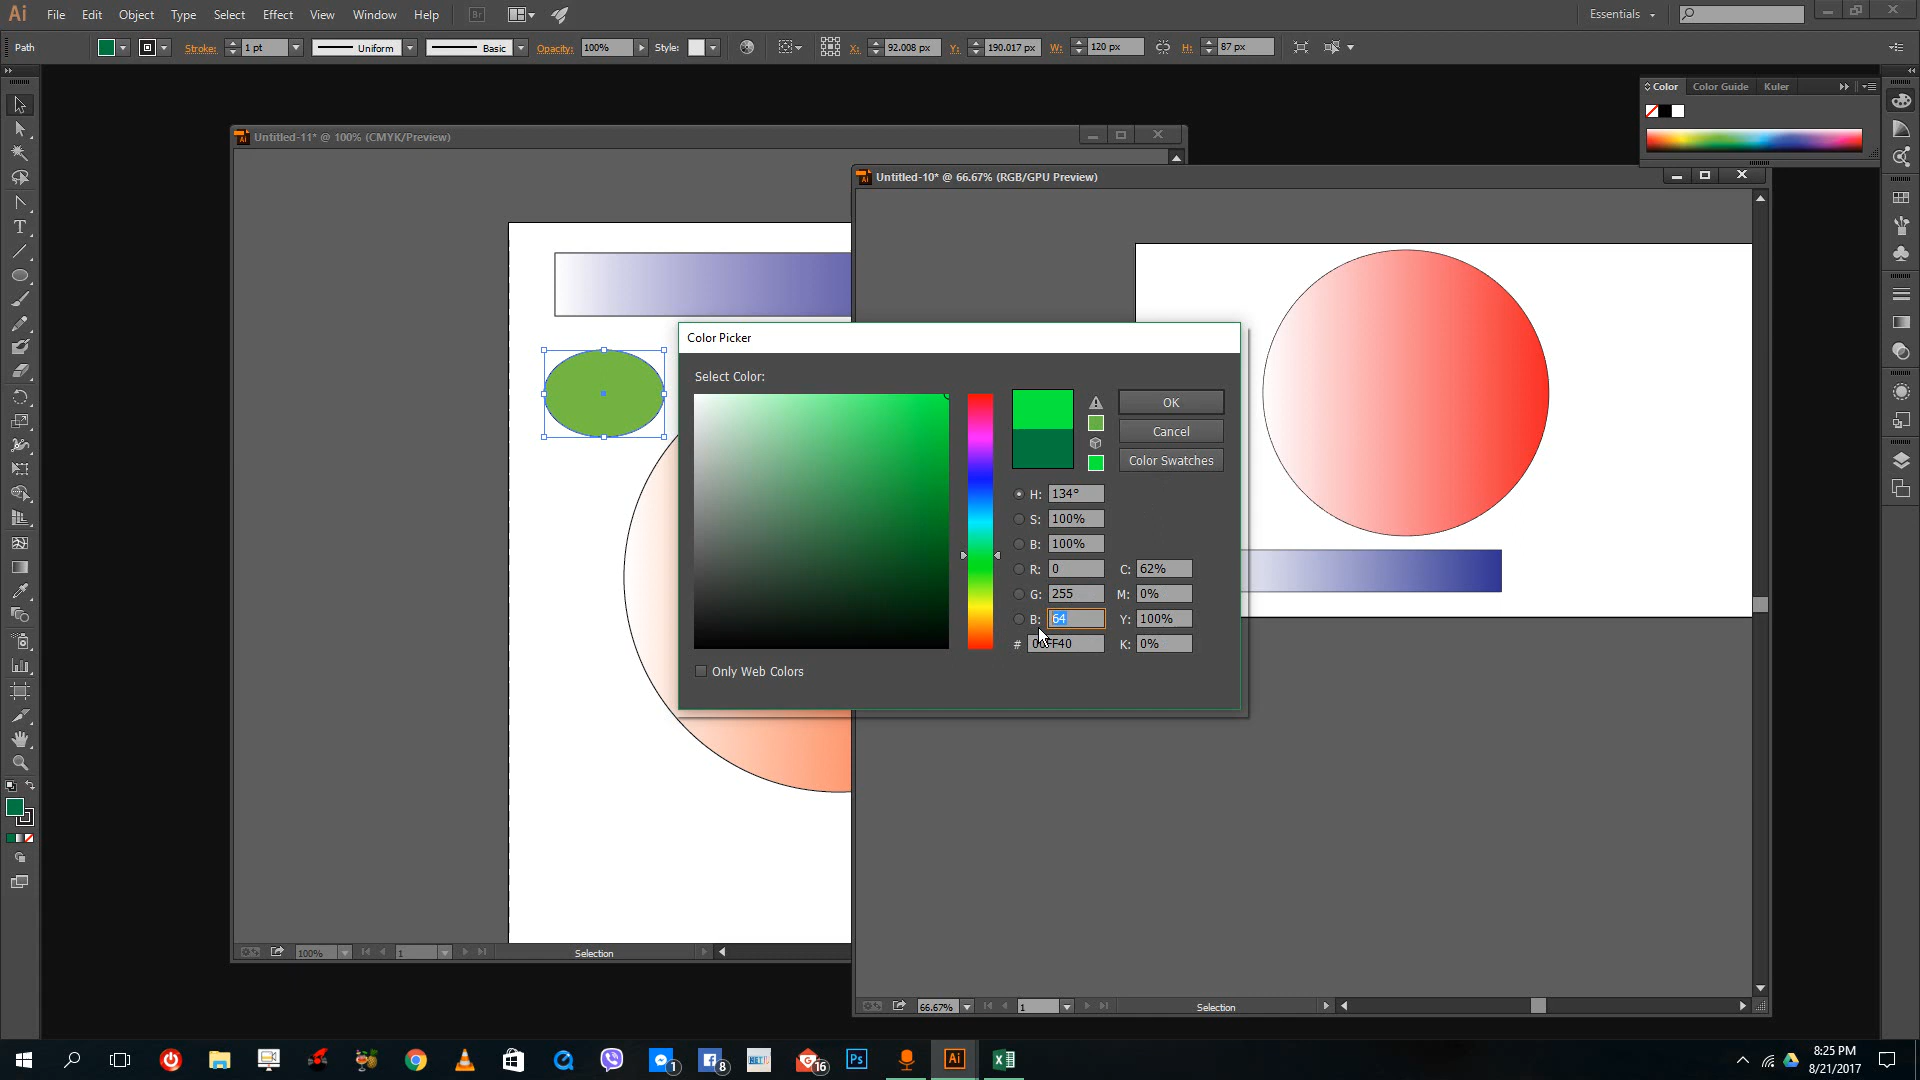 Ai File Edit Object Type Select Effect View Window Help Br Essentials
Path Stroke: 1 pt Uniform Basic Opacity: 100% Style: X: 92.008 px Y: 190.017 px W: 120 px H: 87 px
Color Color Guide Kuler
Untitled-11* @ 100% (CMYK/Preview)
Untitled-10* @ 66.67% (RGB/GPU Preview)
Color Picker
Select Color:
OK
Cancel
Color Swatches
H: 134°
S: 100%
B: 100%
R: 0 C: 62%
G: 255 M: 0%
B: 64 Y: 100%
# 00FF40 K: 0%
Only Web Colors
100% 1 Selection
66.67% 1 Selection
1 8 16 Ps Ai
8:25 PM
8/21/2017